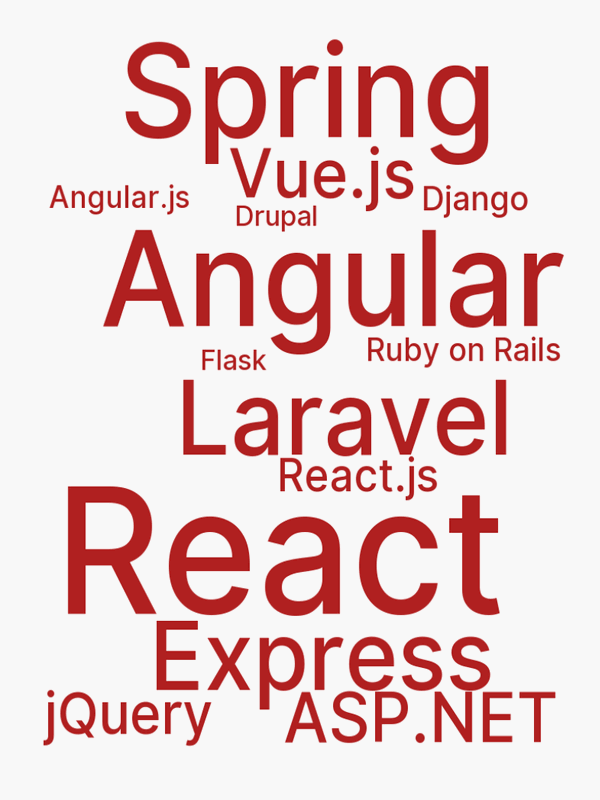 Spring
Vue.js
Angular.js
Django
Drupal
Angular
Ruby on Rails
Flask
Laravel
React.js
React
Express
jQuery
ASP.NET